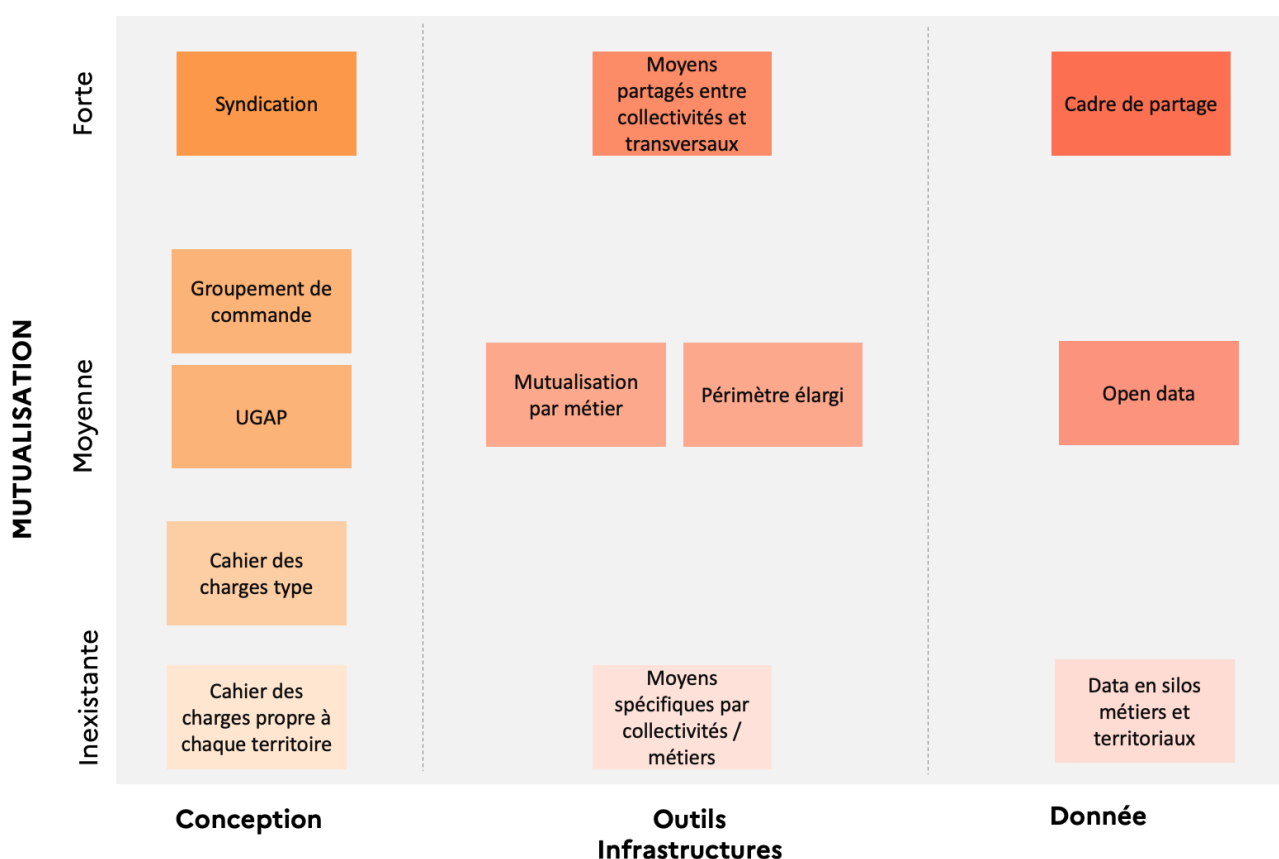 MUTUALISATION
Forte
Syndication
Moyens
partagés entre
collectivités et
transversaux
Cadre de partage
Moyenne
Groupement de
commande
UGAP
Mutualisation
par métier
Périmètre élargi
Open data
Cahier des
charges type
Inexistante
Cahier des
charges propre à
chaque territoire
Moyens
spécifiques par
collectivités /
métiers
Data en silos
métiers et
territoriaux
Conception
Outils
Infrastructures
Donnée